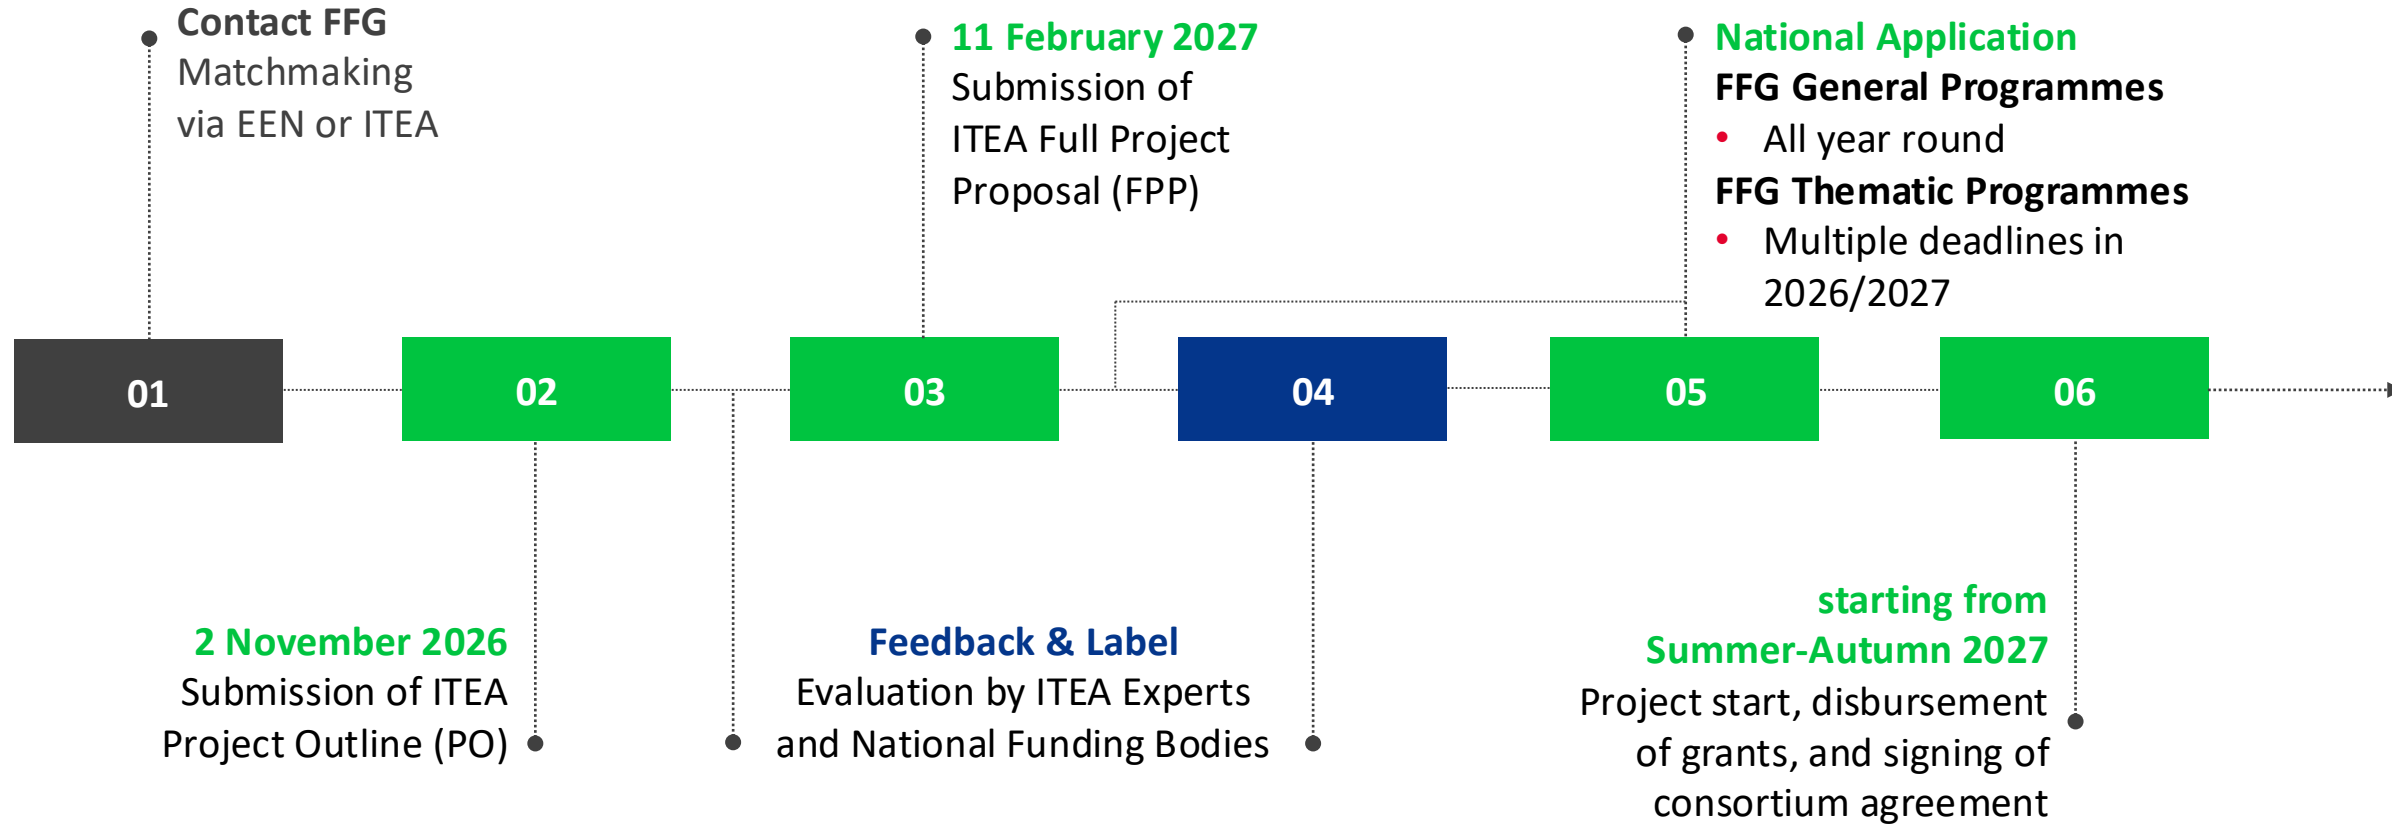 Contact FFG
Matchmaking
via EEN or ITEA
11 February 2027
Submission of
ITEA Full Project
Proposal (FPP)
National Application
FFG General Programmes
• All year round
FFG Thematic Programmes
• Multiple deadlines in
2026/2027
01
02
03
04
05
06
2 November 2026
Submission of ITEA
Project Outline (PO)
Feedback & Label
Evaluation by ITEA Experts
and National Funding Bodies
starting from
Summer-Autumn 2027
Project start, disbursement
of grants, and signing of
consortium agreement